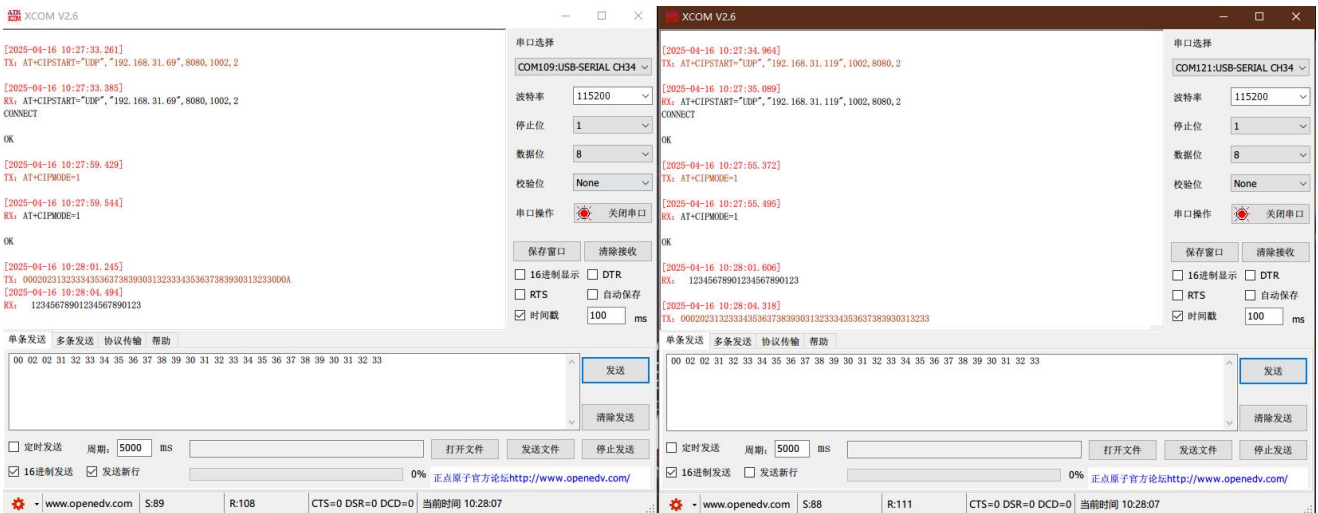 XCOM V2.6
[2025-04-16 10:27:33.261]
TX: AT+CIPSTART="UDP","192.168.31.69",8080,1002,2
[2025-04-16 10:27:33.385]
RX: AT+CIPSTART="UDP","192.168.31.69",8080,1002,2
CONNECT
OK
[2025-04-16 10:27:59.429]
TX: AT+CIPMODE=1
[2025-04-16 10:27:59.544]
RX: AT+CIPMODE=1
OK
[2025-04-16 10:28:01.245]
TX: 00020231323334353637383930313233343536373839303132330D0A
[2025-04-16 10:28:04.494]
RX: 12345678901234567890123
串口选择
COM109:USB-SERIAL CH34
波特率 115200
停止位 1
数据位 8
校验位 None
串口操作 关闭串口
保存窗口 清除接收
16进制显示 DTR
RTS 自动保存
时间戳 100 ms
单条发送 多条发送 协议传输 帮助
00 02 02 31 32 33 34 35 36 37 38 39 30 31 32 33 34 35 36 37 38 39 30 31 32 33
发送
清除发送
定时发送 周期: 5000 ms 打开文件 发送文件 停止发送
16进制发送 发送新行 0% 正点原子官方论坛http://www.openedv.com/
www.openedv.com S:89 R:108 CTS=0 DSR=0 DCD=0 当前时间 10:28:07
XCOM V2.6
[2025-04-16 10:27:34.964]
TX: AT+CIPSTART="UDP","192.168.31.119",1002,8080,2
[2025-04-16 10:27:35.089]
RX: AT+CIPSTART="UDP","192.168.31.119",1002,8080,2
CONNECT
OK
[2025-04-16 10:27:55.372]
TX: AT+CIPMODE=1
[2025-04-16 10:27:55.495]
RX: AT+CIPMODE=1
OK
[2025-04-16 10:28:01.606]
RX: 12345678901234567890123
[2025-04-16 10:28:04.318]
TX: 0002023132333435363738393031323334353637383930313233
串口选择
COM121:USB-SERIAL CH34
波特率 115200
停止位 1
数据位 8
校验位 None
串口操作 关闭串口
保存窗口 清除接收
16进制显示 DTR
RTS 自动保存
时间戳 100 ms
单条发送 多条发送 协议传输 帮助
00 02 02 31 32 33 34 35 36 37 38 39 30 31 32 33 34 35 36 37 38 39 30 31 32 33
发送
清除发送
定时发送 周期: 5000 ms 打开文件 发送文件 停止发送
16进制发送 发送新行 0% 正点原子官方论坛http://www.openedv.com/
www.openedv.com S:88 R:111 CTS=0 DSR=0 DCD=0 当前时间 10:28:07